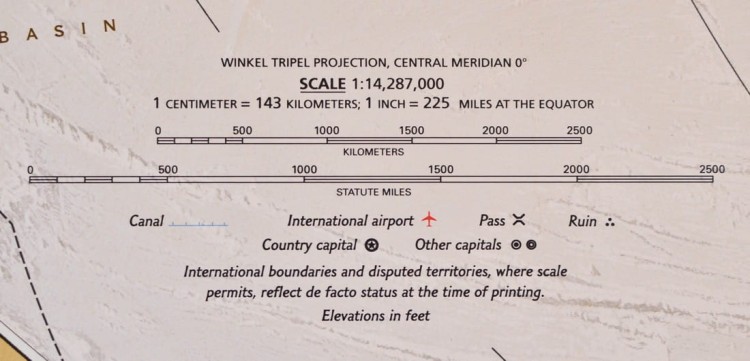 BASIN
WINKEL TRIPEL PROJECTION, CENTRAL MERIDIAN 0°
SCALE 1:14,287,000
1 CENTIMETER = 143 KILOMETERS; 1 INCH = 225 MILES AT THE EQUATOR
0 500 1000 1500 2000 2500
KILOMETERS
0 500 1000 1500 2000 2500
STATUTE MILES
Canal International airport Pass Ruin
Country capital Other capitals
International boundaries and disputed territories, where scale
permits, reflect de facto status at the time of printing.
Elevations in feet